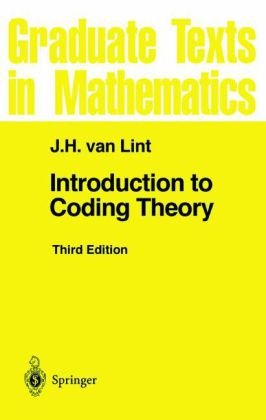 Graduate Texts
in Mathematics
J.H. van Lint
Introduction to
Coding Theory
Third Edition
Springer